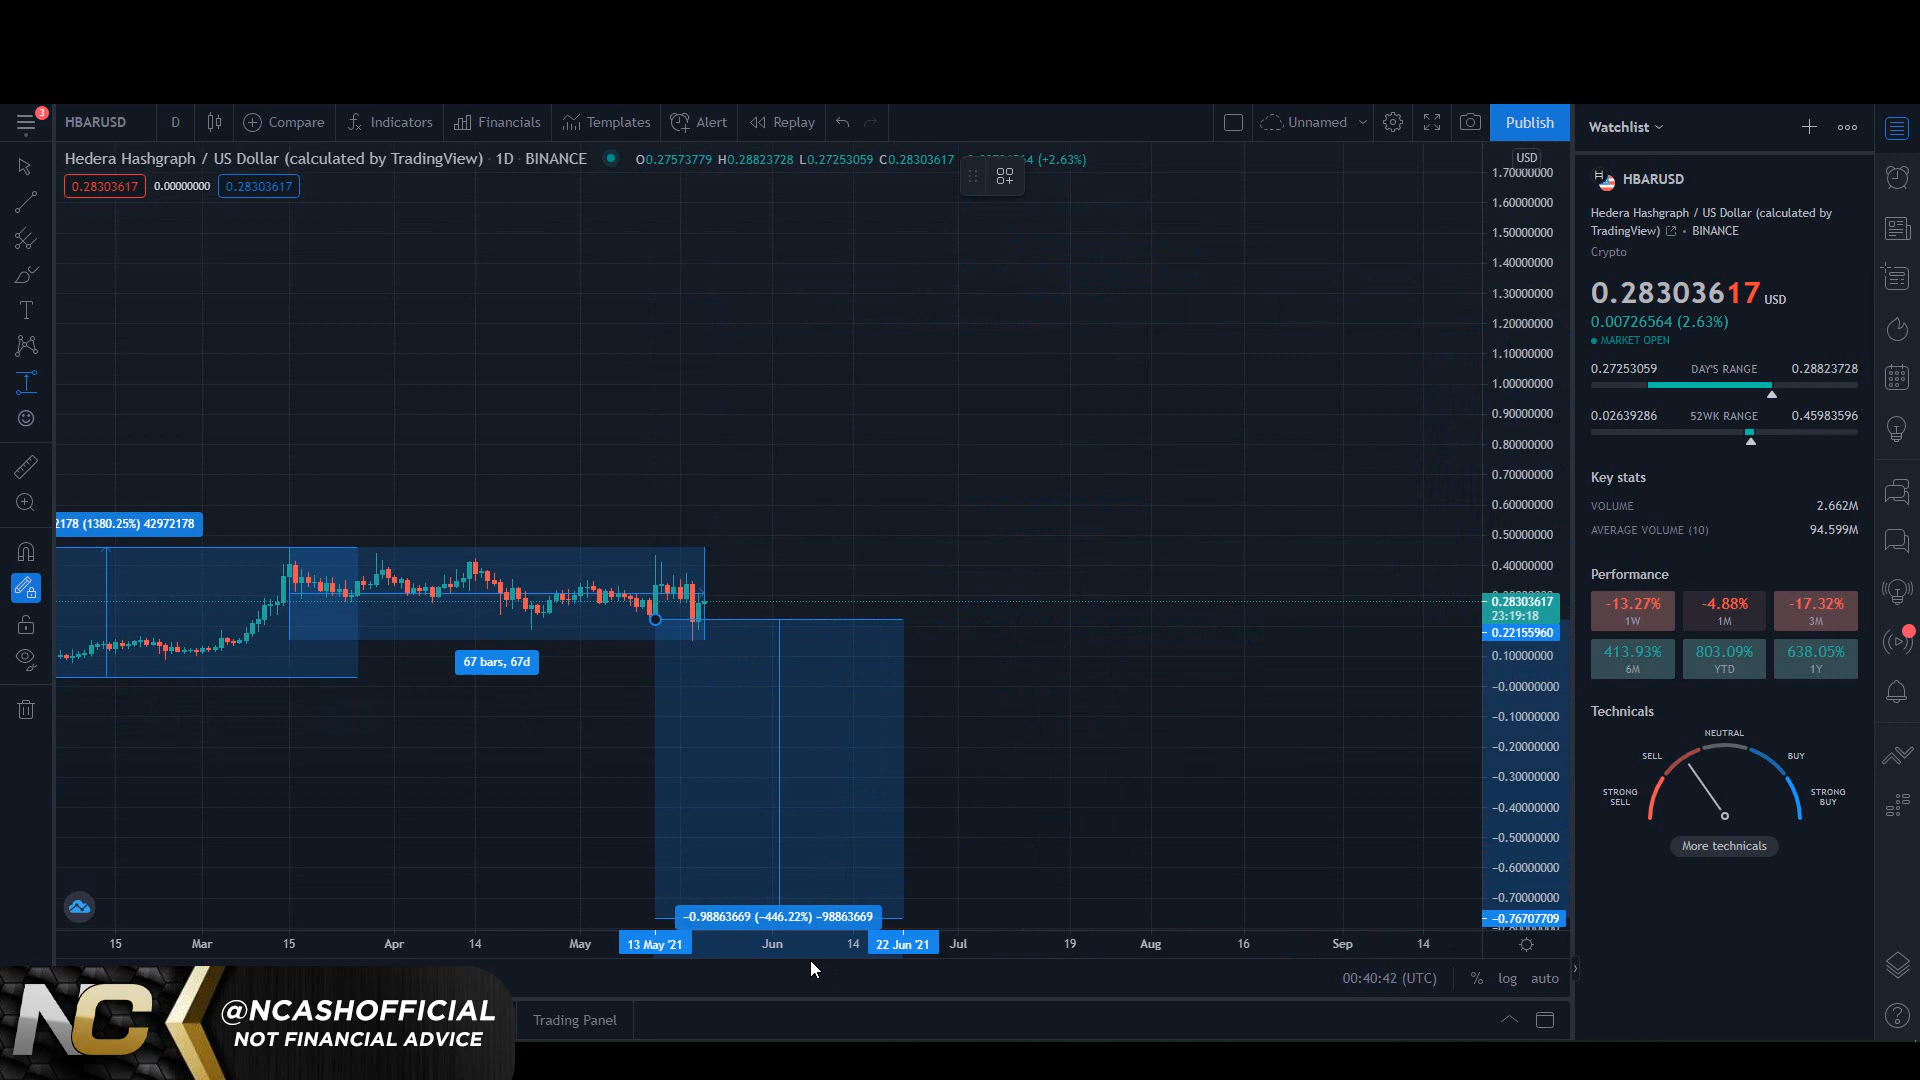 3
HBARUSD D Compare Indicators Financials Templates Alert Replay Unnamed Publish
Hedera Hashgraph / US Dollar (calculated by TradingView) · 1D · BINANCE O0.27573779 H0.28823728 L0.27253059 C0.28303617 (+2.63%)
0.28303617 0.00000000 0.28303617
USD
1.70000000
1.60000000
1.50000000
1.40000000
1.30000000
1.20000000
1.10000000
1.00000000
0.90000000
0.80000000
0.70000000
0.60000000
0.50000000
0.40000000
0.28303617
23:19:18
0.22155960
0.10000000
−0.00000000
−0.10000000
−0.20000000
−0.30000000
−0.40000000
−0.50000000
−0.60000000
−0.70000000
−0.76707709
2178 (1380.25%) 42972178
67 bars, 67d
−0.98863669 (−446.22%) −98863669
15 Mar 15 Apr 14 May 13 May '21 Jun 14 22 Jun '21 Jul 19 Aug 16 Sep 14
00:40:42 (UTC) % log auto
Trading Panel
NC
@NCASHOFFICIAL
NOT FINANCIAL ADVICE
Watchlist
HBARUSD
Hedera Hashgraph / US Dollar (calculated by
TradingView) • BINANCE
Crypto
0.28303617 USD
0.00726564 (2.63%)
MARKET OPEN
0.27253059 DAY'S RANGE 0.28823728
0.02639286 52WK RANGE 0.45983596
Key stats
VOLUME 2.662M
AVERAGE VOLUME (10) 94.599M
Performance
-13.27% -4.88% -17.32%
1W 1M 3M
413.93% 803.09% 638.05%
6M YTD 1Y
Technicals
NEUTRAL
SELL BUY
STRONG SELL STRONG BUY
More technicals